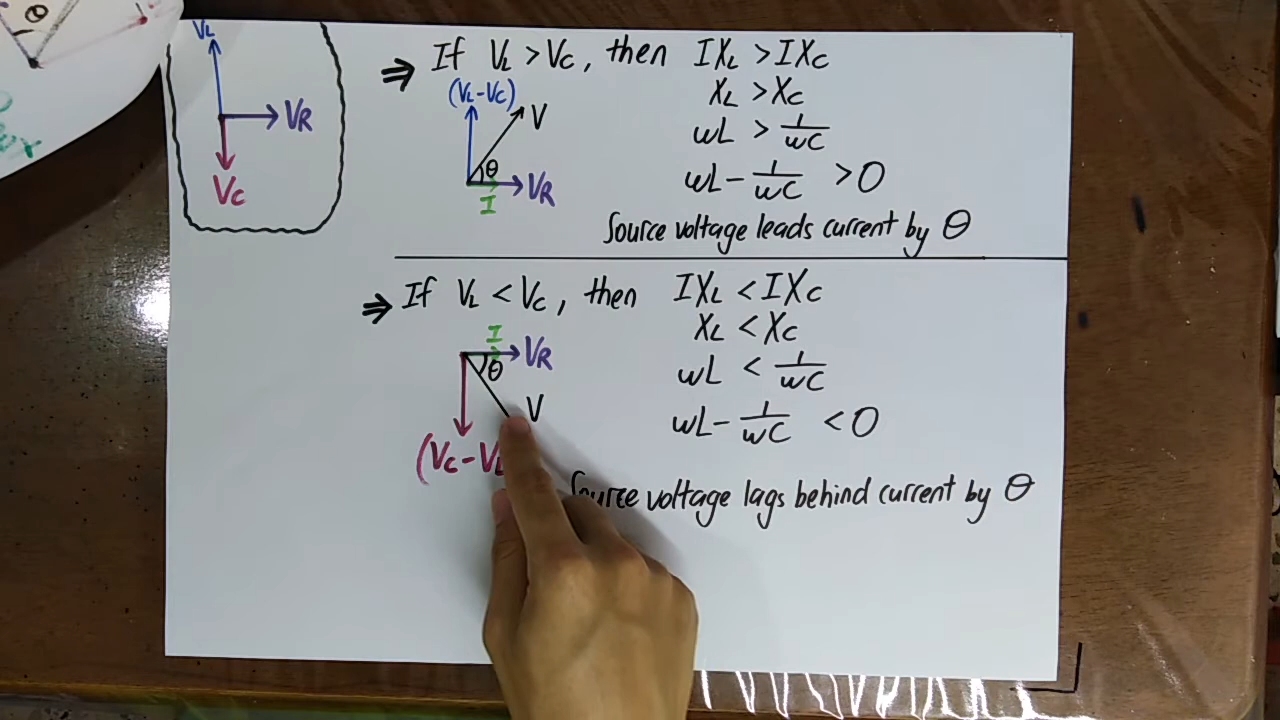 θ
VL
VR
VC
⇒ If VL > VC, then IXL > IXC
XL > XC
ωL > 1/ωC
ωL - 1/ωC > 0
(VL-VC)
V
θ
VR
I
Source voltage leads current by θ
⇒ If VL < VC, then IXL < IXC
XL < XC
ωL < 1/ωC
ωL - 1/ωC < 0
I
VR
θ
V
(VC-VL
Source voltage lags behind current by θ